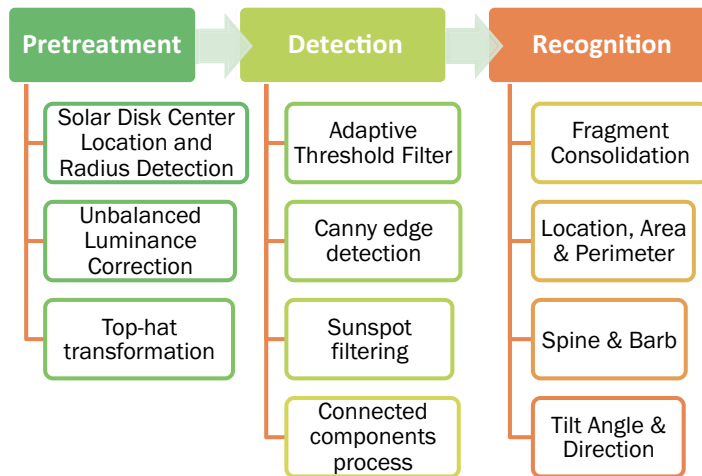 Pretreatment
Detection
Recognition
Solar Disk Center
Location and
Radius Detection
Unbalanced
Luminance
Correction
Top-hat
transformation
Adaptive
Threshold Filter
Canny edge
detection
Sunspot
filtering
Connected
components
process
Fragment
Consolidation
Location, Area
& Perimeter
Spine & Barb
Tilt Angle &
Direction